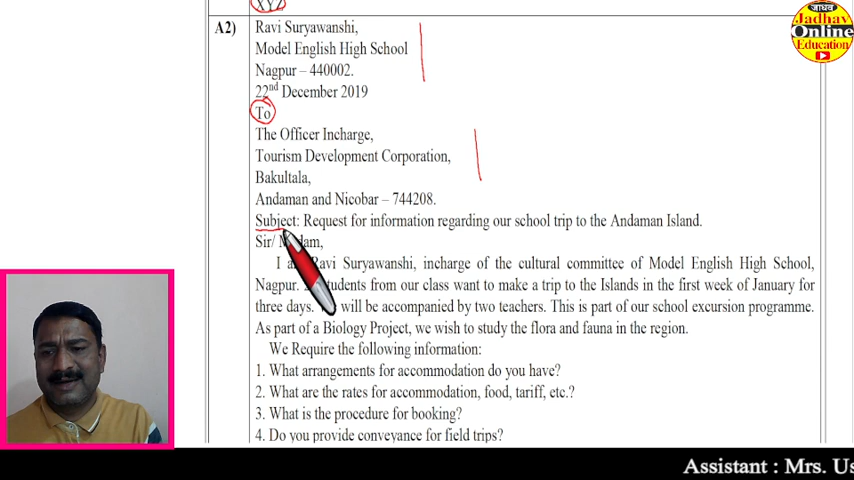 XYZ
A2) Ravi Suryawanshi,
Model English High School
Nagpur – 440002.
22nd December 2019
To
The Officer Incharge,
Tourism Development Corporation,
Bakultala,
Andaman and Nicobar – 744208.
Subject: Request for information regarding our school trip to the Andaman Island.
Sir/ Madam,
I Ravi Suryawanshi, incharge of the cultural committee of Model English High School,
Nagpur. students from our class want to make a trip to the Islands in the first week of January for
three days. will be accompanied by two teachers. This is part of our school excursion programme.
As part of a Biology Project, we wish to study the flora and fauna in the region.
We Require the following information:
1. What arrangements for accommodation do you have?
2. What are the rates for accommodation, food, tariff, etc.?
3. What is the procedure for booking?
4. Do you provide conveyance for field trips?
जाधव
Jadhav
Online
Education
Assistant : Mrs. Us